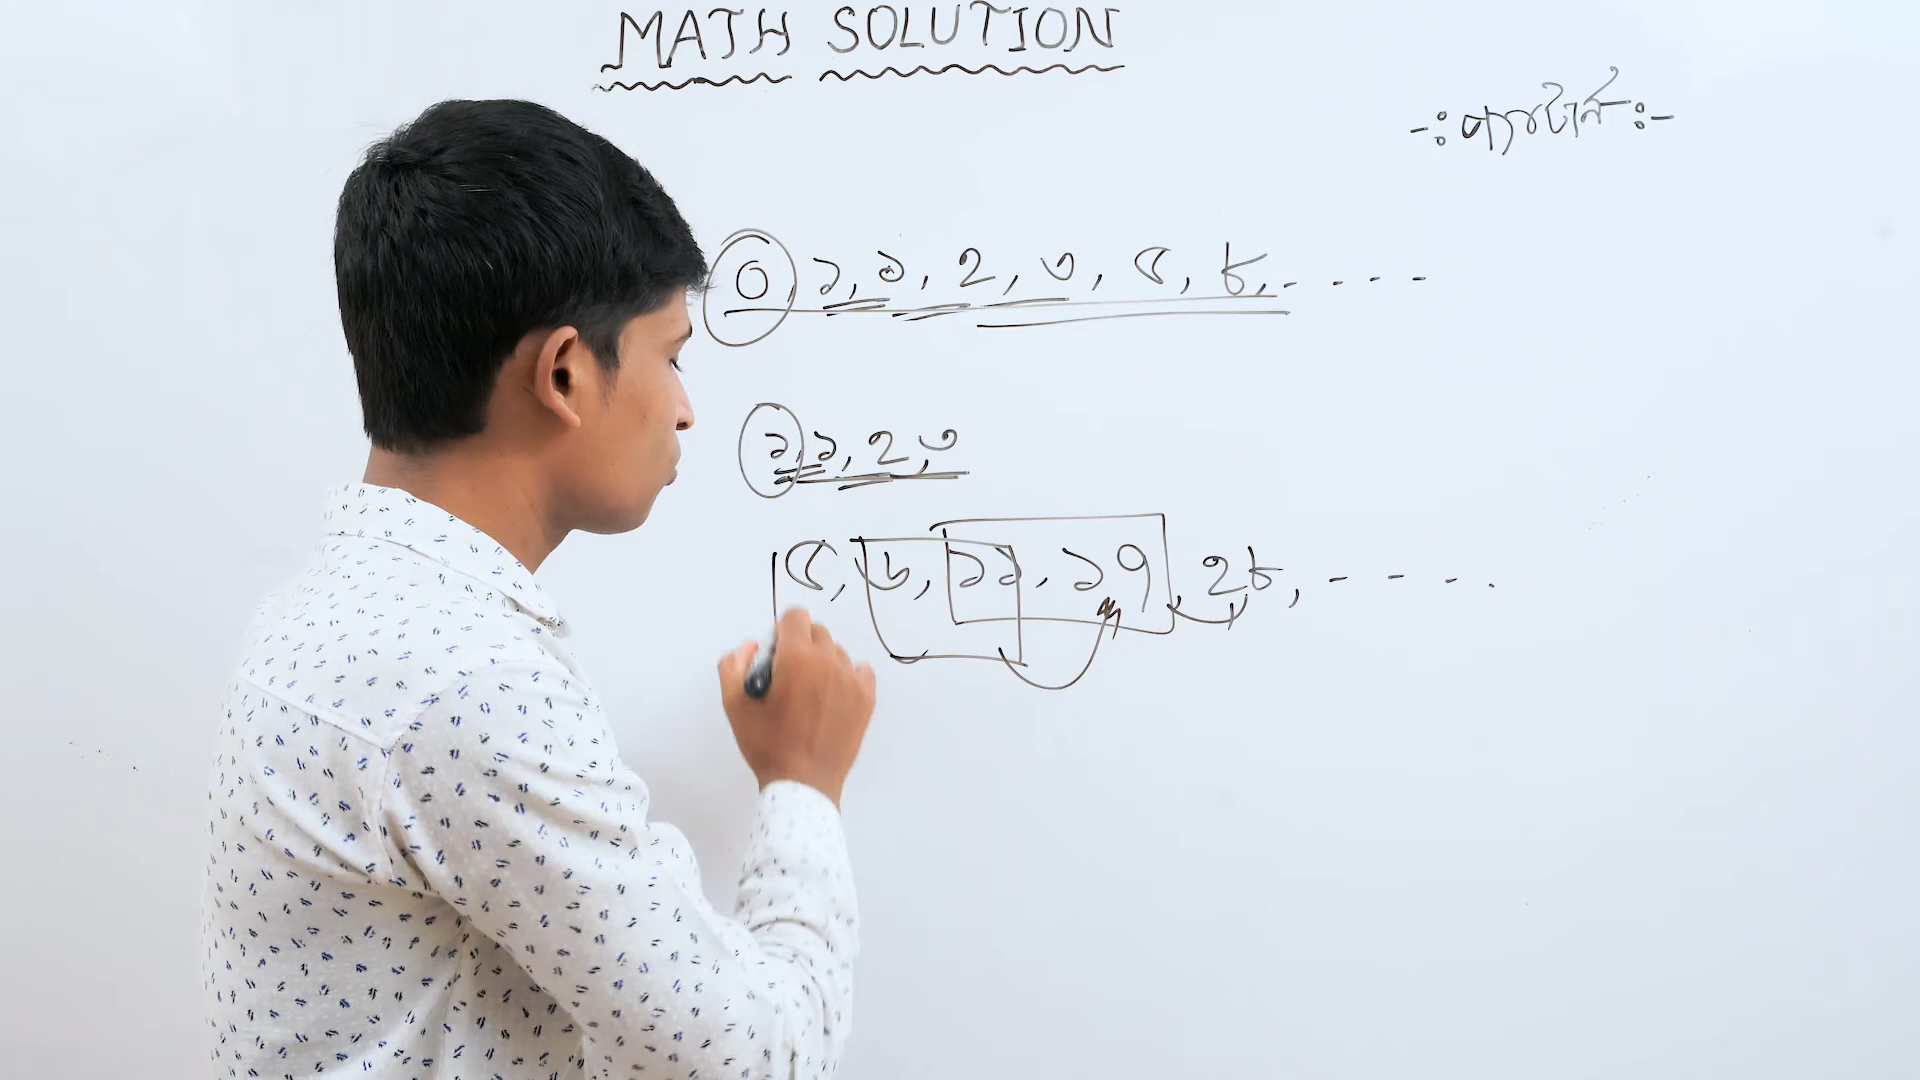 MATH SOLUTION
-ঃ প্যাটার্ন ঃ-
০, ১, ১, ২, ৩, ৫, ৮, - - - -
১, ১, ২, ৩
৫, ৬, ১১, ১৭, ২৮, - - - -